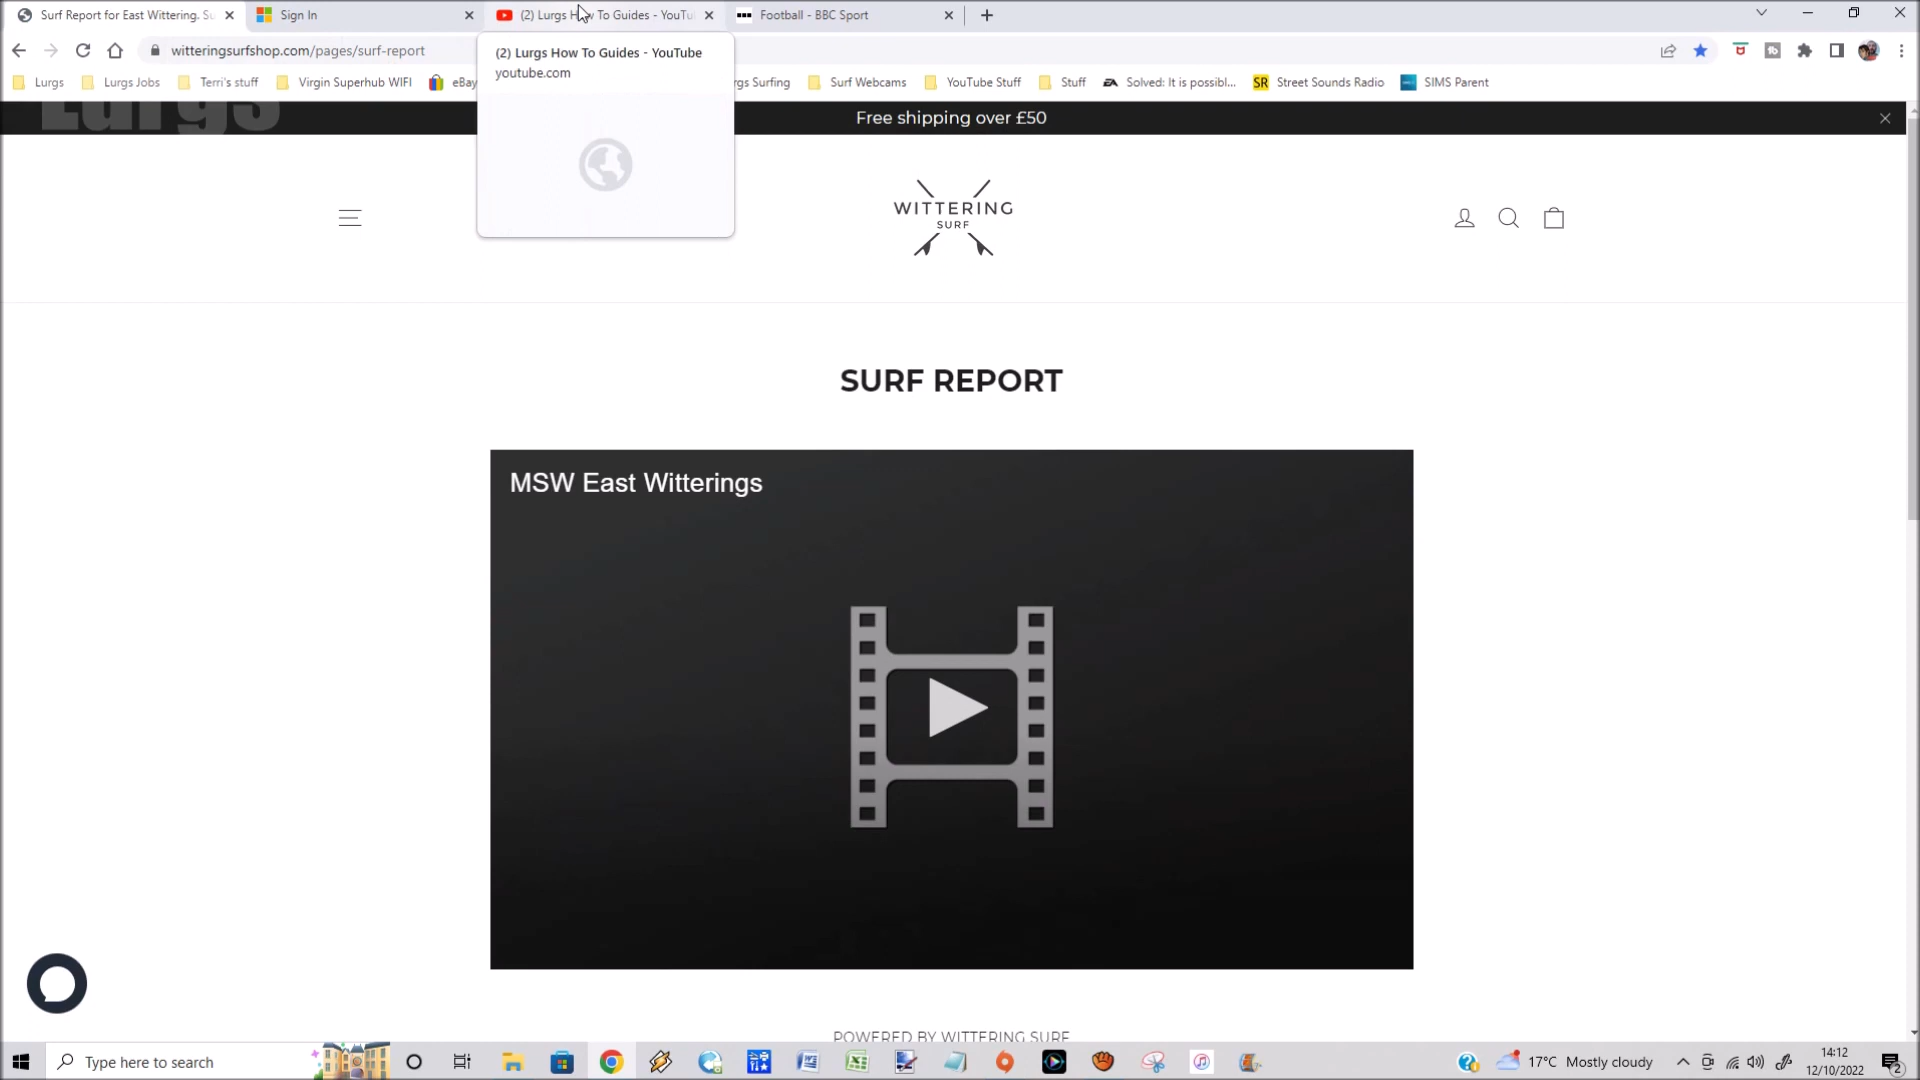 Surf Report for East Wittering. Su
Sign In
(2) Lurgs How To Guides - YouTu
Football - BBC Sport
witteringsurfshop.com/pages/surf-report
(2) Lurgs How To Guides - YouTube
youtube.com
Lurgs
Lurgs Jobs
Terri's stuff
Virgin Superhub WIFI
eBay
rgs Surfing
Surf Webcams
YouTube Stuff
Stuff
EA
Solved: It is possibl...
SR
Street Sounds Radio
SIMS Parent
Lurgs
Free shipping over £50
WITTERING
SURF
SURF REPORT
MSW East Witterings
POWERED BY WITTERING SURF
Type here to search
17°C Mostly cloudy
14:12
12/10/2022
2